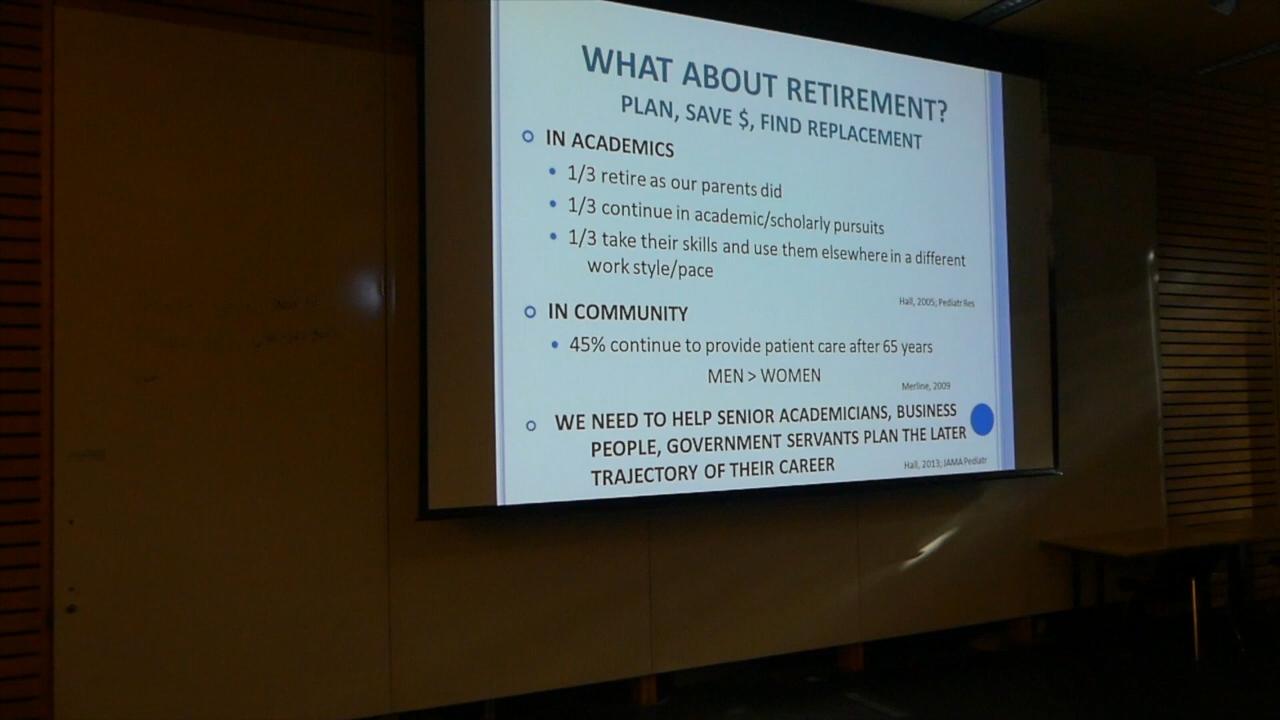 WHAT ABOUT RETIREMENT?
PLAN, SAVE $, FIND REPLACEMENT
IN ACADEMICS
1/3 retire as our parents did
1/3 continue in academic/scholarly pursuits
1/3 take their skills and use them elsewhere in a different
work style/pace
Hall, 2005; Pediatr Res
IN COMMUNITY
45% continue to provide patient care after 65 years
MEN > WOMEN
Merline, 2009
WE NEED TO HELP SENIOR ACADEMICIANS, BUSINESS
PEOPLE, GOVERNMENT SERVANTS PLAN THE LATER
TRAJECTORY OF THEIR CAREER
Hall, 2013; JAMA Pediatr